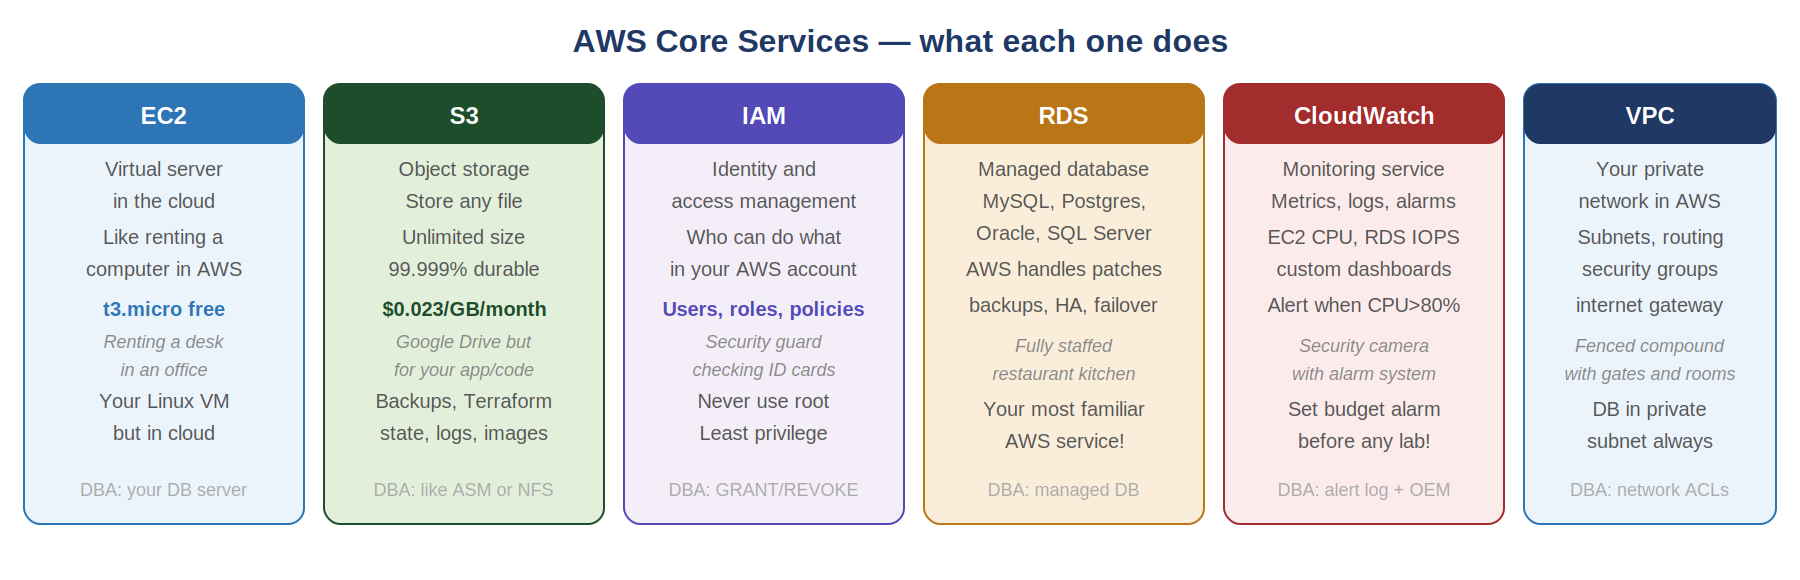 AWS Core Services — what each one does
EC2
Virtual server
in the cloud
Like renting a
computer in AWS
t3.micro free
Renting a desk
in an office
Your Linux VM
but in cloud
DBA: your DB server
S3
Object storage
Store any file
Unlimited size
99.999% durable
$0.023/GB/month
Google Drive but
for your app/code
Backups, Terraform
state, logs, images
DBA: like ASM or NFS
IAM
Identity and
access management
Who can do what
in your AWS account
Users, roles, policies
Security guard
checking ID cards
Never use root
Least privilege
DBA: GRANT/REVOKE
RDS
Managed database
MySQL, Postgres,
Oracle, SQL Server
AWS handles patches
backups, HA, failover
Fully staffed
restaurant kitchen
Your most familiar
AWS service!
DBA: managed DB
CloudWatch
Monitoring service
Metrics, logs, alarms
EC2 CPU, RDS IOPS
custom dashboards
Alert when CPU>80%
Security camera
with alarm system
Set budget alarm
before any lab!
DBA: alert log + OEM
VPC
Your private
network in AWS
Subnets, routing
security groups
internet gateway
Fenced compound
with gates and rooms
DB in private
subnet always
DBA: network ACLs